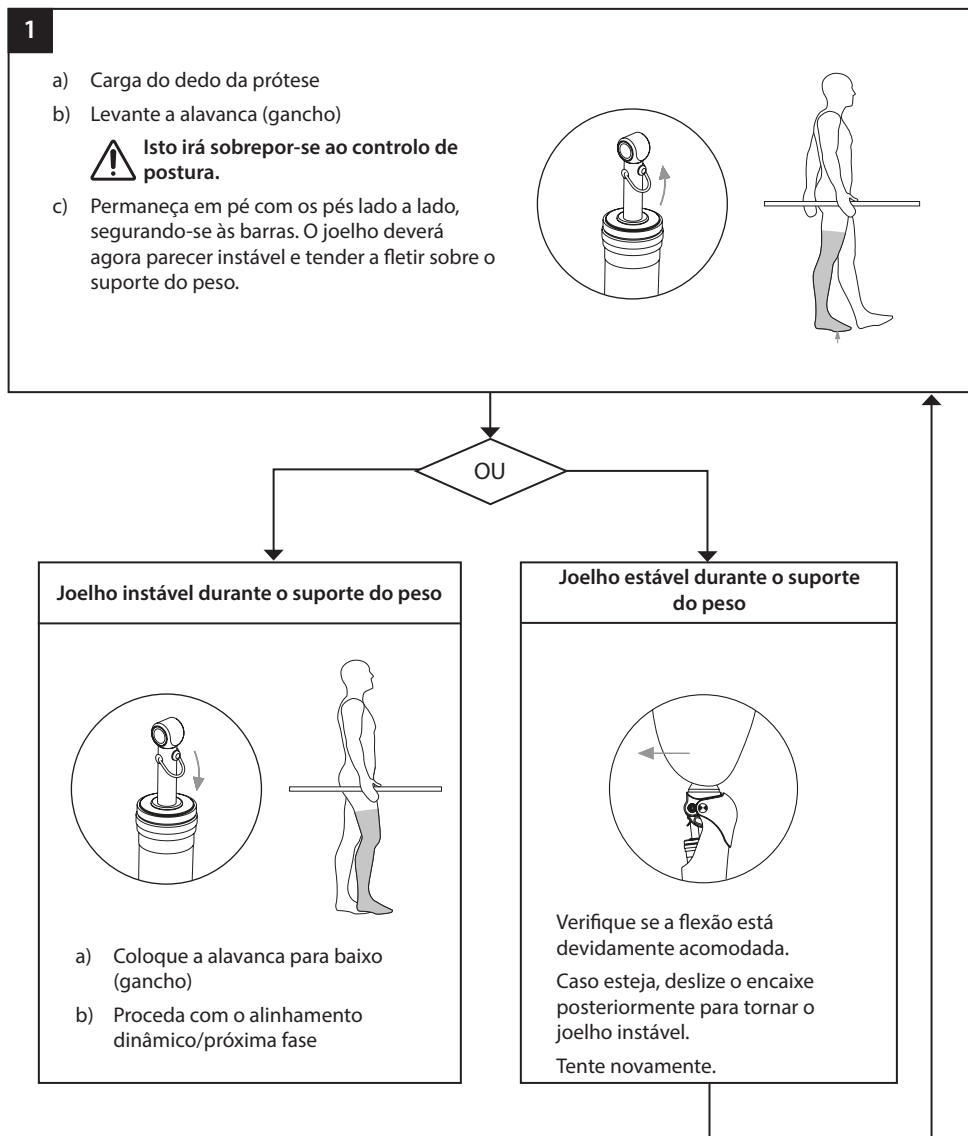 1
a) Carga do dedo da prótese
b) Levante a alavanca (gancho)
Isto irá sobrepor-se ao controlo de
postura.
c) Permaneça em pé com os pés lado a lado,
segurando-se às barras. O joelho deverá
agora parecer instável e tender a fletir sobre o
suporte do peso.
OU
Joelho instável durante o suporte do peso
a) Coloque a alavanca para baixo
(gancho)
b) Proceda com o alinhamento
dinâmico/próxima fase
Joelho estável durante o suporte
do peso
Verifique se a flexão está
devidamente acomodada.
Caso esteja, deslize o encaixe
posteriormente para tornar o
joelho instável.
Tente novamente.